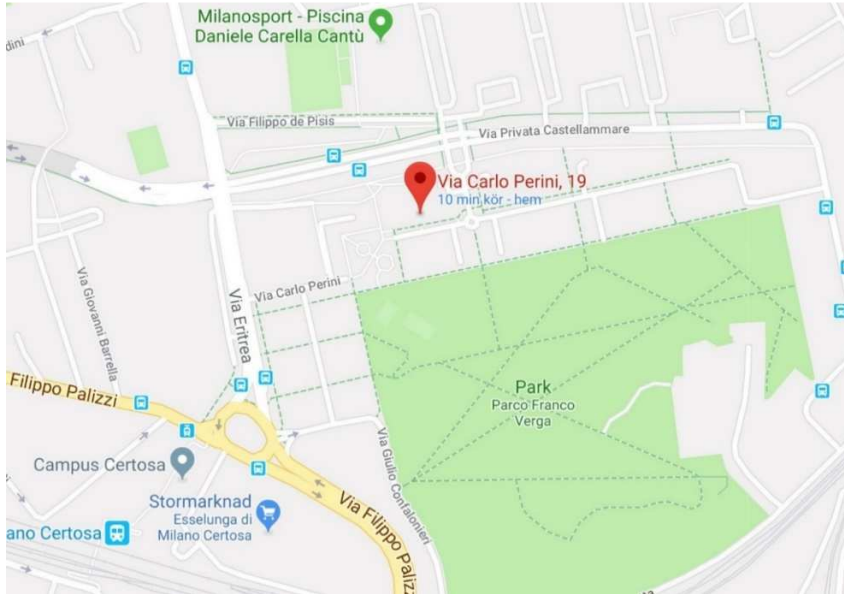 Milanosport - Piscina
Daniele Carella Cantù
dini
Via Filippo de Pisis
Via Privata Castellammare
Via Carlo Perini, 19
10 min kör - hem
Via Carlo Perini
Via Giovanni Barrella
Via Eritrea
Filippo Palizzi
Park
Parco Franco
Verga
Campus Certosa
Via Giulio Confalonieri
Stormarknad
Esselunga di
Milano Certosa
Via Filippo Paliz
ano Certosa